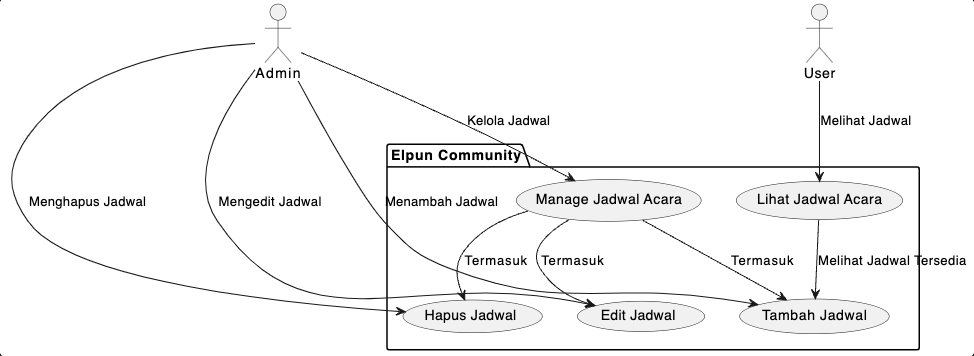 Admin
User
Kelola Jadwal
Melihat Jadwal
Elpun Community
Menghapus Jadwal
Mengedit Jadwal
Menambah Jadwal
Manage Jadwal Acara
Lihat Jadwal Acara
Termasuk
Termasuk
Termasuk
Melihat Jadwal Tersedia
Hapus Jadwal
Edit Jadwal
Tambah Jadwal